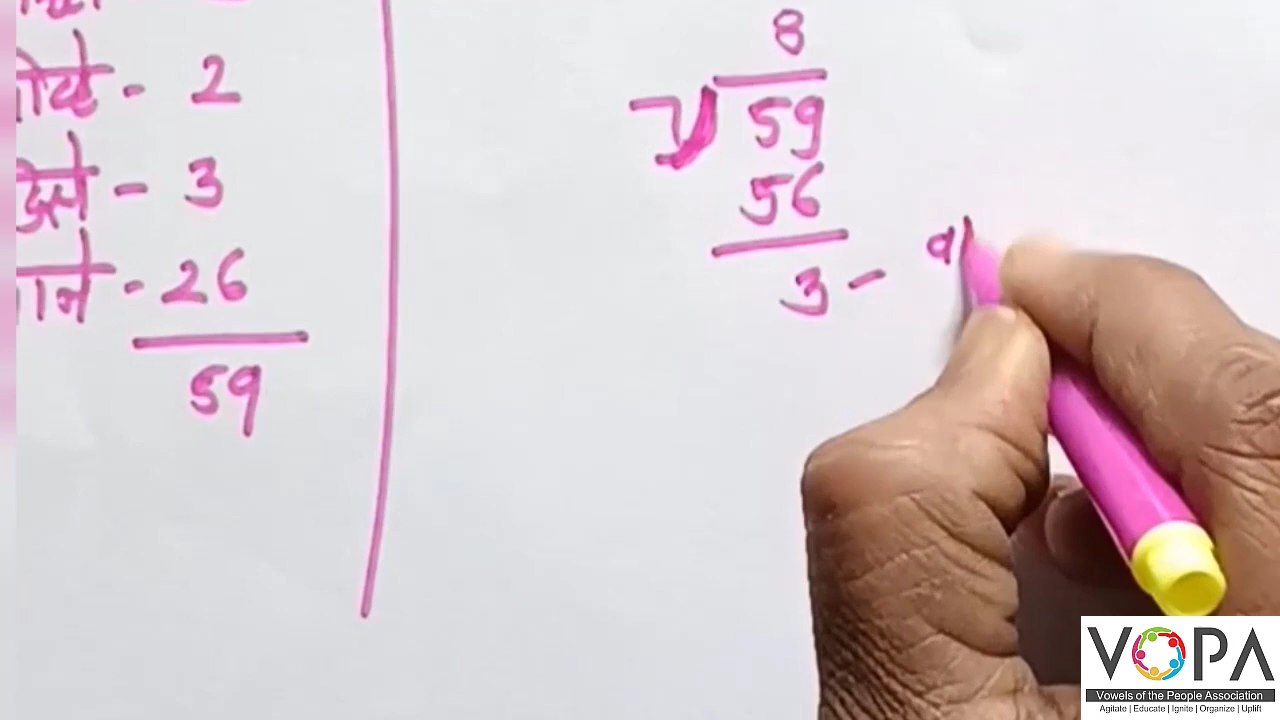 - 2
- 3
- 26
59
8
7) 59
56
3 -
VOPA
Vowels of the People Association
Agitate | Educate | Ignite | Organize | Uplift